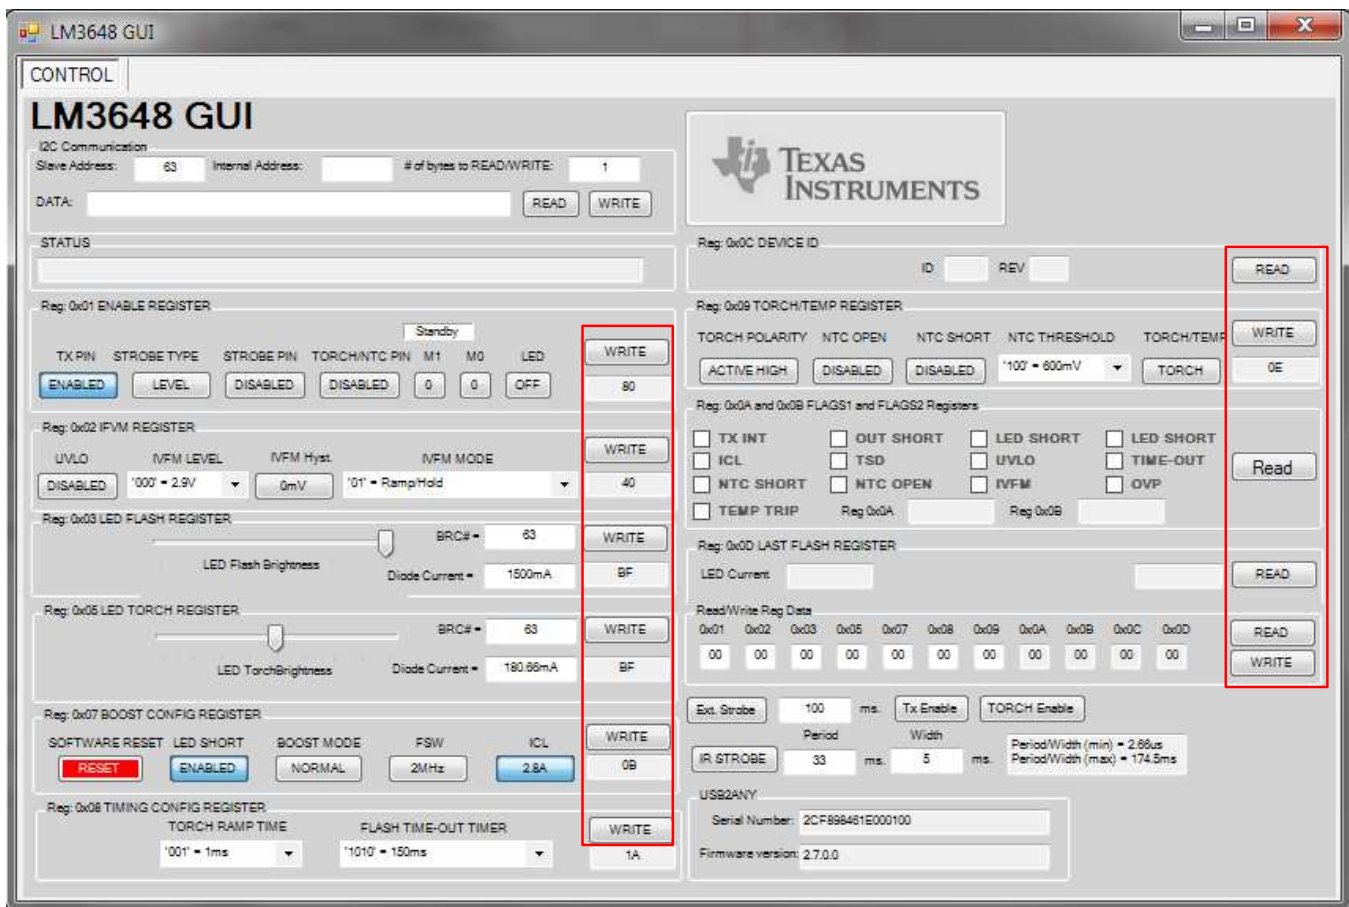 LM3648 GUI
CONTROL
LM3648 GUI
I2C Communication
Slave Address: 63 Internal Address: # of bytes to READ/WRITE: 1
DATA: READ WRITE
STATUS
Reg: 0x01 ENABLE REGISTER
Standby
TX PIN STROBE TYPE STROBE PIN TORCH/NTC PIN M1 M0 LED WRITE
ENABLED LEVEL DISABLED DISABLED 0 0 OFF 80
Reg: 0x02 IFVM REGISTER
UVLO IVFM LEVEL IVFM Hyst. IVFM MODE WRITE
DISABLED '000' = 2.9V 0mV '01' = Ramp/Hold 40
Reg: 0x03 LED FLASH REGISTER
BRC# = 63 WRITE
LED Flash Brightness Diode Current = 1500mA BF
Reg: 0x05 LED TORCH REGISTER
BRC# = 63 WRITE
LED TorchBrightness Diode Current = 180.66mA BF
Reg: 0x07 BOOST CONFIG REGISTER
SOFTWARE RESET LED SHORT BOOST MODE FSW ICL WRITE
RESET ENABLED NORMAL 2MHz 2.8A 0B
Reg: 0x08 TIMING CONFIG REGISTER
TORCH RAMP TIME FLASH TIME-OUT TIMER WRITE
'001' = 1ms '1010' = 150ms 1A
TEXAS
INSTRUMENTS
Reg: 0x0C DEVICE ID
ID REV READ
Reg: 0x09 TORCH/TEMP REGISTER
TORCH POLARITY NTC OPEN NTC SHORT NTC THRESHOLD TORCH/TEMP WRITE
ACTIVE HIGH DISABLED DISABLED '100' = 600mV TORCH 0E
Reg: 0x0A and 0x0B FLAGS1 and FLAGS2 Registers
TX INT OUT SHORT LED SHORT LED SHORT
ICL TSD UVLO TIME-OUT Read
NTC SHORT NTC OPEN IVFM OVP
TEMP TRIP Reg 0x0A Reg 0x0B
Reg: 0x0D LAST FLASH REGISTER
LED Current READ
Read/Write Reg Data
0x01 0x02 0x03 0x05 0x07 0x08 0x09 0x0A 0x0B 0x0C 0x0D READ
00 00 00 00 00 00 00 00 00 00 00 WRITE
Ext. Strobe 100 ms. Tx Enable TORCH Enable
Period Width
IR STROBE 33 ms. 5 ms.
Period/Width (min) = 2.66us
Period/Width (max) = 174.5ms
USB2ANY
Serial Number: 2CF898461E000100
Firmware version: 2.7.0.0